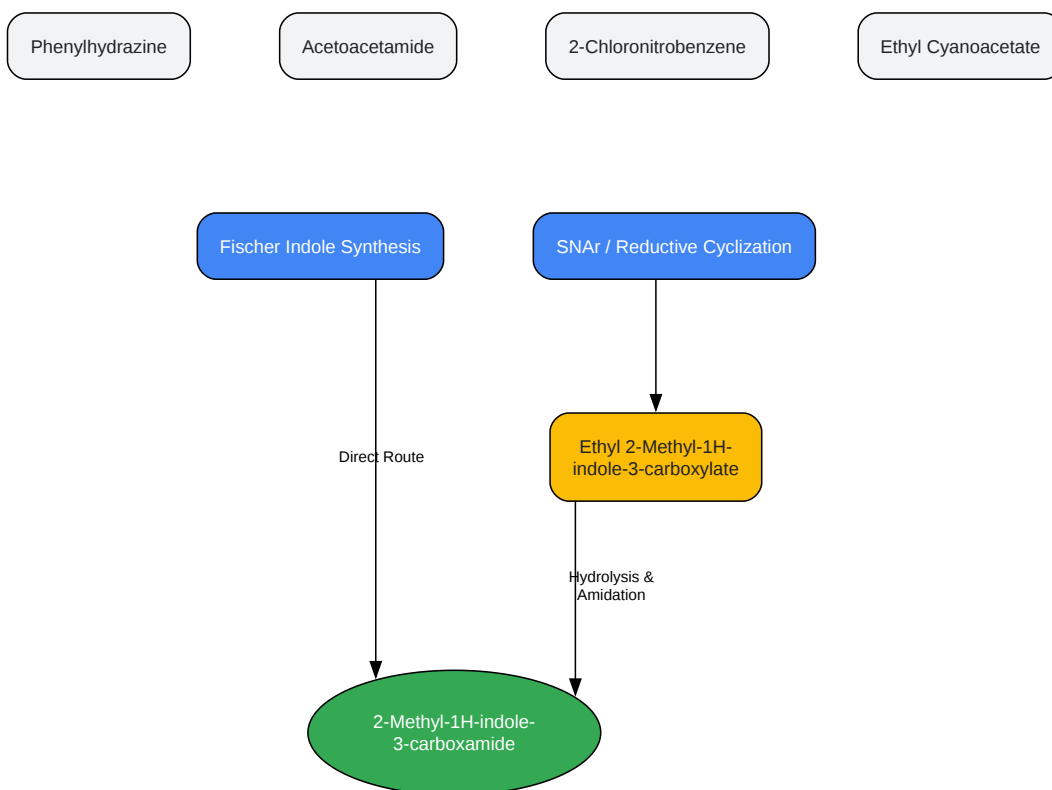 Phenylhydrazine
Acetoacetamide
2-Chloronitrobenzene
Ethyl Cyanoacetate
Fischer Indole Synthesis
SNAr / Reductive Cyclization
Direct Route
Ethyl 2-Methyl-1H-
indole-3-carboxylate
Hydrolysis &
Amidation
2-Methyl-1H-indole-
3-carboxamide